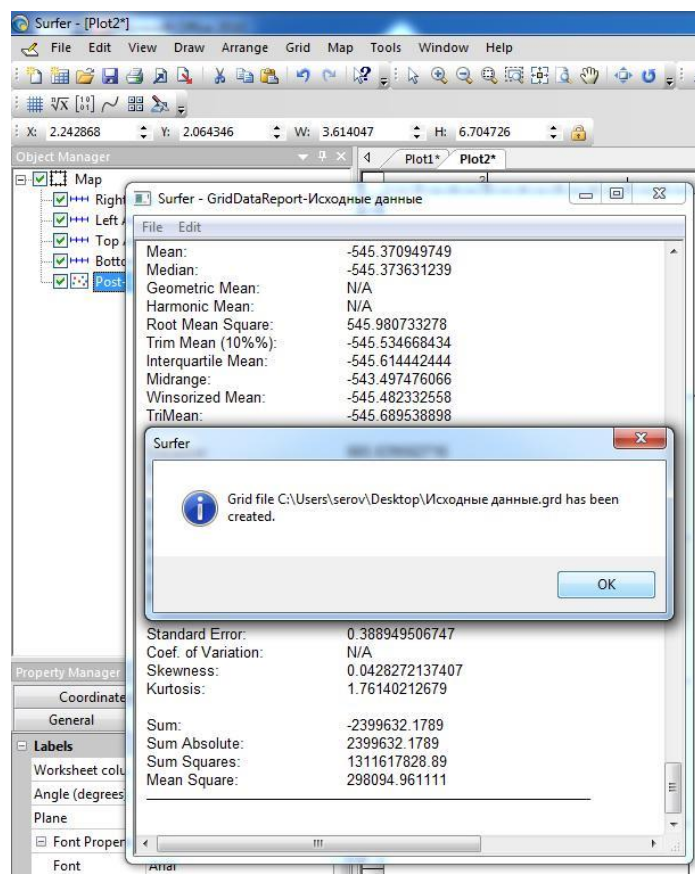 Surfer - [Plot2*]
File Edit View Draw Arrange Grid Map Tools Window Help
X: 2.242868 Y: 2.064346 W: 3.614047 H: 6.704726
Object Manager
Plot1* Plot2*
Map
Right
Left
Top
Botto
Post-
Surfer - GridDataReport-Исходные данные
File Edit
Mean: -545.370949749
Median: -545.373631239
Geometric Mean: N/A
Harmonic Mean: N/A
Root Mean Square: 545.980733278
Trim Mean (10%%): -545.534668434
Interquartile Mean: -545.614442444
Midrange: -543.497476066
Winsorized Mean: -545.482332558
TriMean: -545.689538898
Surfer
Grid file C:\Users\serov\Desktop\Исходные данные.grd has been
created.
OK
Standard Error: 0.388949506747
Coef. of Variation: N/A
Skewness: 0.0428272137407
Kurtosis: 1.76140212679
Sum: -2399632.1789
Sum Absolute: 2399632.1789
Sum Squares: 1311617828.89
Mean Square: 298094.961111
Property Manager
Coordinate
General
Labels
Worksheet colu
Angle (degrees
Plane
Font Proper
Font Arial